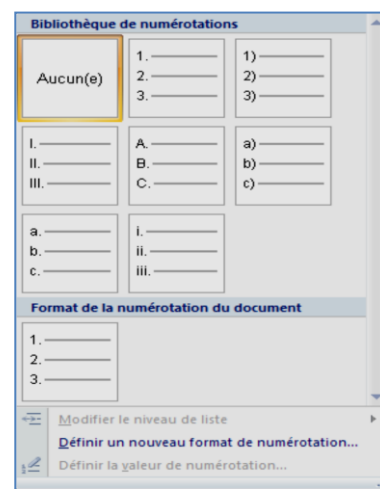 Bibliothèque de numérotations
Aucun(e)
1.
2.
3.
1)
2)
3)
I.
II.
III.
A.
B.
C.
a)
b)
c)
a.
b.
c.
i.
ii.
iii.
Format de la numérotation du document
1.
2.
3.
Modifier le niveau de liste
Définir un nouveau format de numérotation...
Définir la valeur de numérotation...